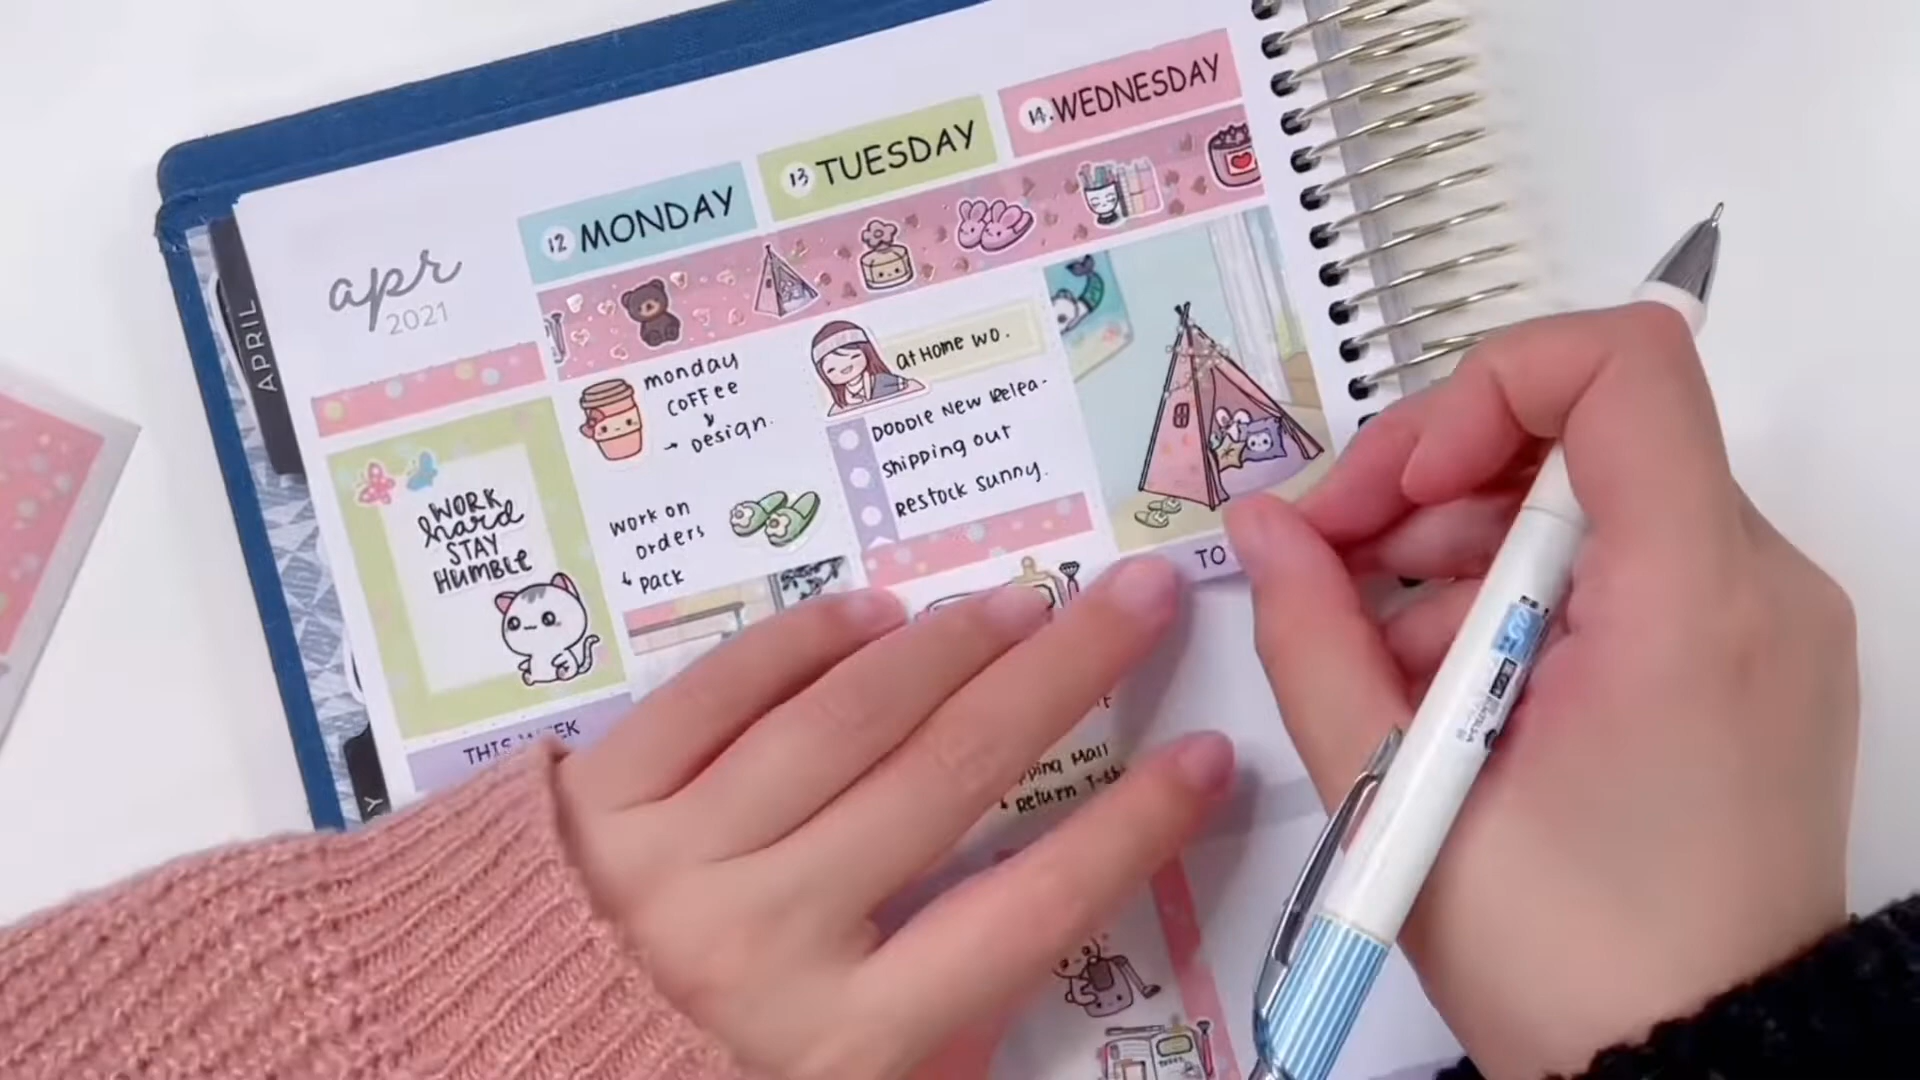 apr
2021
APRIL
12 MONDAY
13 TUESDAY
14. WEDNESDAY
WORK
hard
STAY
HUMBLE
THIS WEEK
monday
coffee
&
→ Design.
work on
orders
↳ pack
at Home wo.
Doodle New Relea-
shipping out
Restock Sunny.
↳ Return
TO